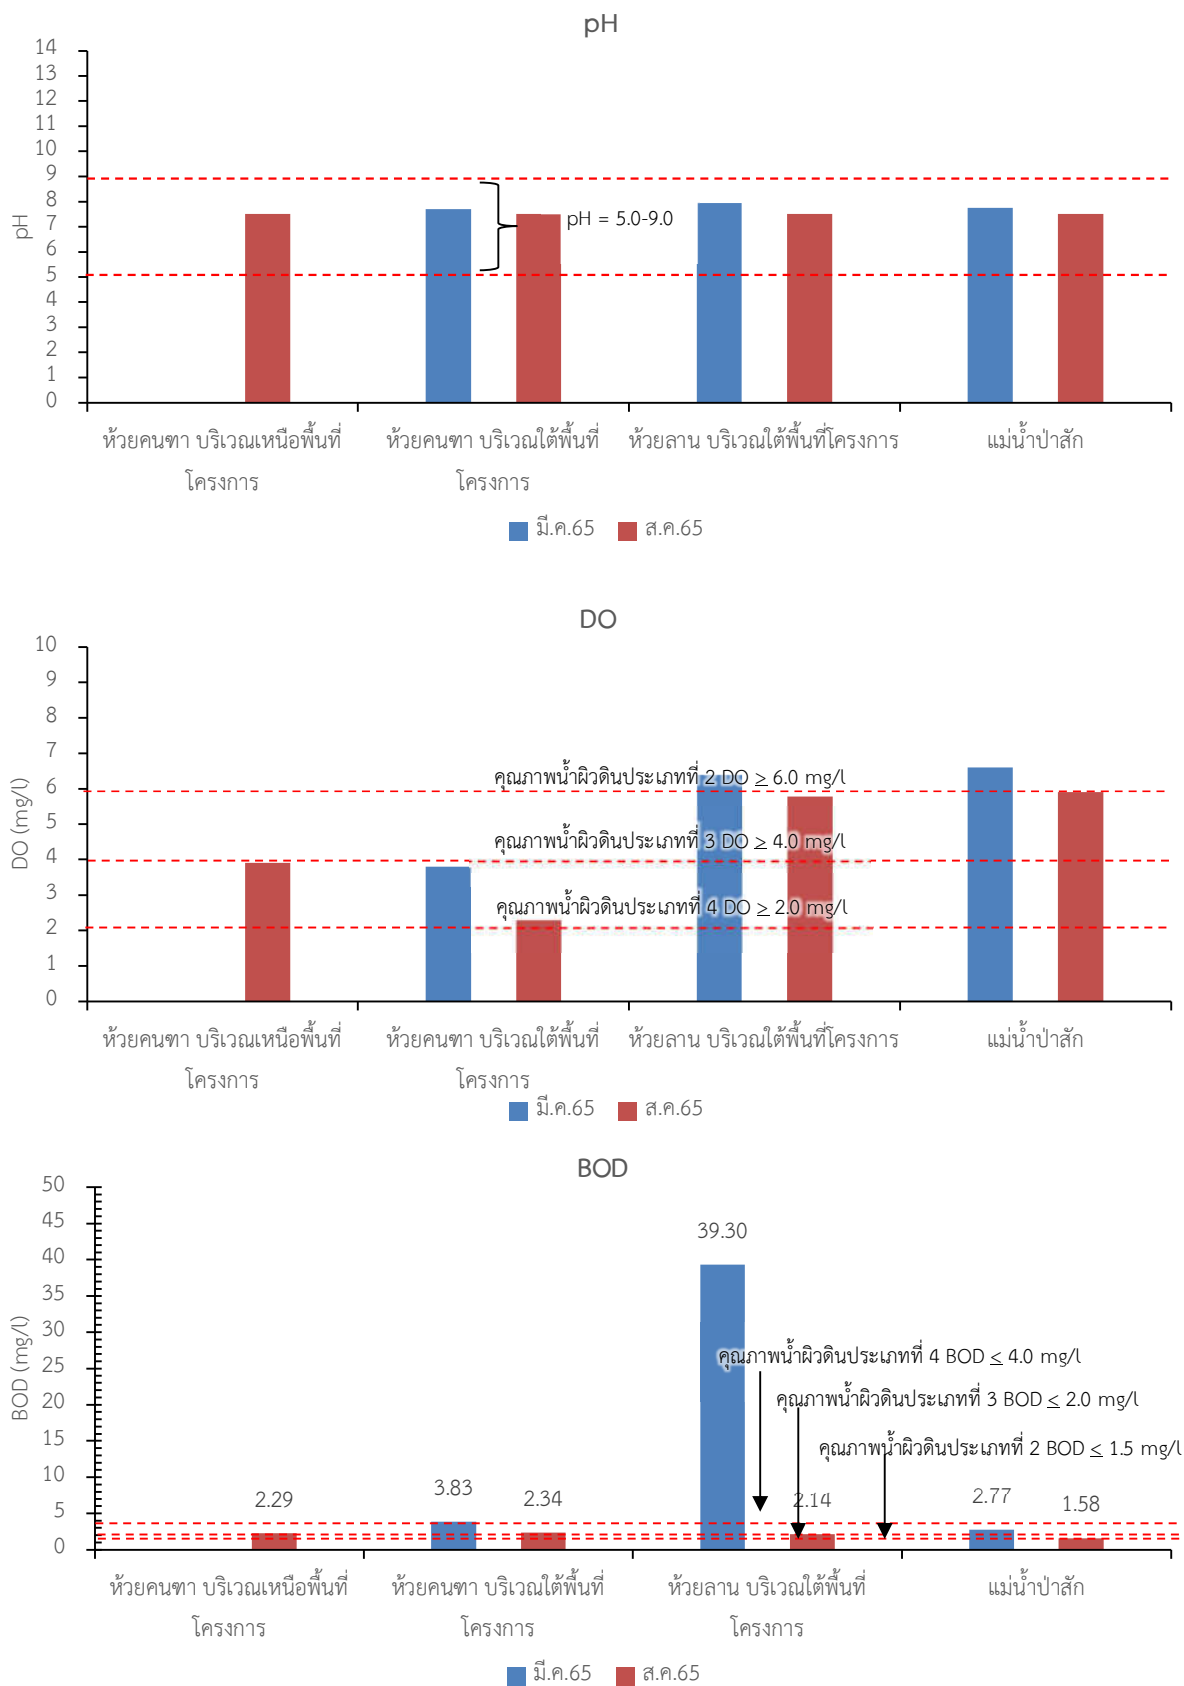 pH
14
13
12
11
10
9
8
7
6
5
4
3
2
1
0
pH
pH = 5.0-9.0
ห้วยคนฑา บริเวณเหนือพื้นที่
โครงการ
ห้วยคนฑา บริเวณใต้พื้นที่
โครงการ
ห้วยลาน บริเวณใต้พื้นที่โครงการ
แม่น้ำป่าสัก
มี.ค.65
ส.ค.65
DO
10
9
8
7
6
5
4
3
2
1
0
DO (mg/l)
คุณภาพน้ำผิวดินประเภทที่ 2 DO ≥ 6.0 mg/l
คุณภาพน้ำผิวดินประเภทที่ 3 DO ≥ 4.0 mg/l
คุณภาพน้ำผิวดินประเภทที่ 4 DO ≥ 2.0 mg/l
ห้วยคนฑา บริเวณเหนือพื้นที่
โครงการ
ห้วยคนฑา บริเวณใต้พื้นที่
โครงการ
ห้วยลาน บริเวณใต้พื้นที่โครงการ
แม่น้ำป่าสัก
มี.ค.65
ส.ค.65
BOD
50
45
40
35
30
25
20
15
10
5
0
BOD (mg/l)
39.30
คุณภาพน้ำผิวดินประเภทที่ 4 BOD ≤ 4.0 mg/l
คุณภาพน้ำผิวดินประเภทที่ 3 BOD ≤ 2.0 mg/l
คุณภาพน้ำผิวดินประเภทที่ 2 BOD ≤ 1.5 mg/l
2.29
3.83
2.34
2.14
2.77
1.58
ห้วยคนฑา บริเวณเหนือพื้นที่
โครงการ
ห้วยคนฑา บริเวณใต้พื้นที่
โครงการ
ห้วยลาน บริเวณใต้พื้นที่
โครงการ
แม่น้ำป่าสัก
มี.ค.65
ส.ค.65